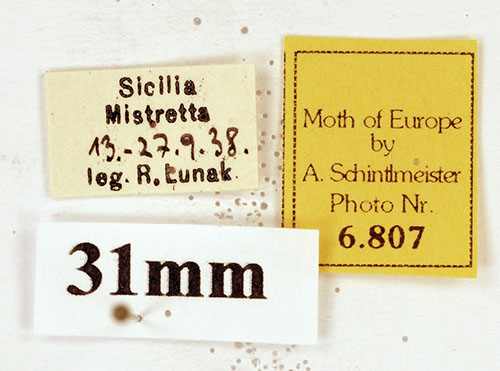 Sicilia
Mistretta
13.-27.9.38.
leg. R. Lunak.
Moth of Europe
by
A. Schintlmeister
Photo Nr.
6.807
31mm